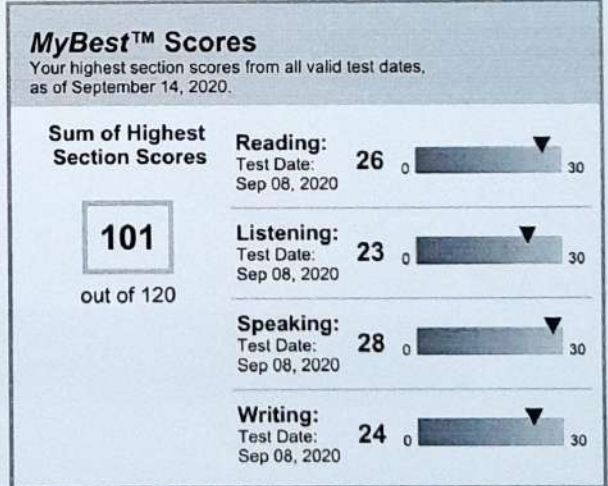 MyBest™ Scores
Your highest section scores from all valid test dates,
as of September 14, 2020.
Sum of Highest
Section Scores
101
out of 120
Reading:
Test Date:
Sep 08, 2020
26
0
30
Listening:
Test Date:
Sep 08, 2020
23
0
30
Speaking:
Test Date:
Sep 08, 2020
28
0
30
Writing:
Test Date:
Sep 08, 2020
24
0
30